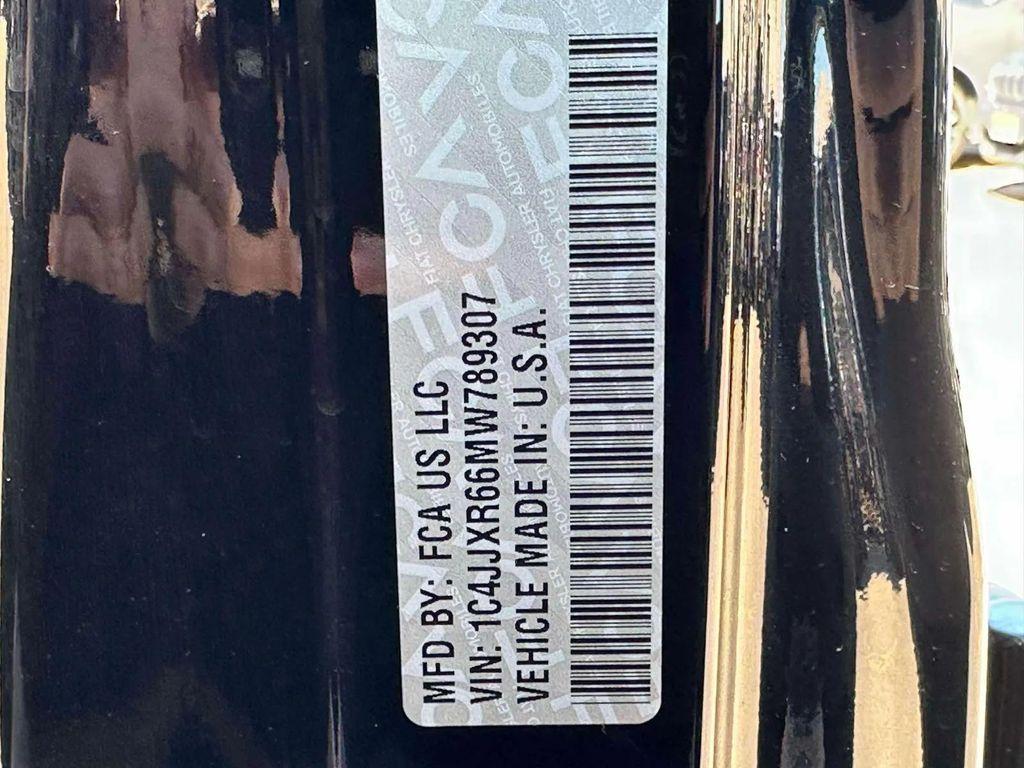 MFD BY: FCA US LLC
VIN: 1C4JJXR66MW789307
VEHICLE MADE IN: U.S.A.